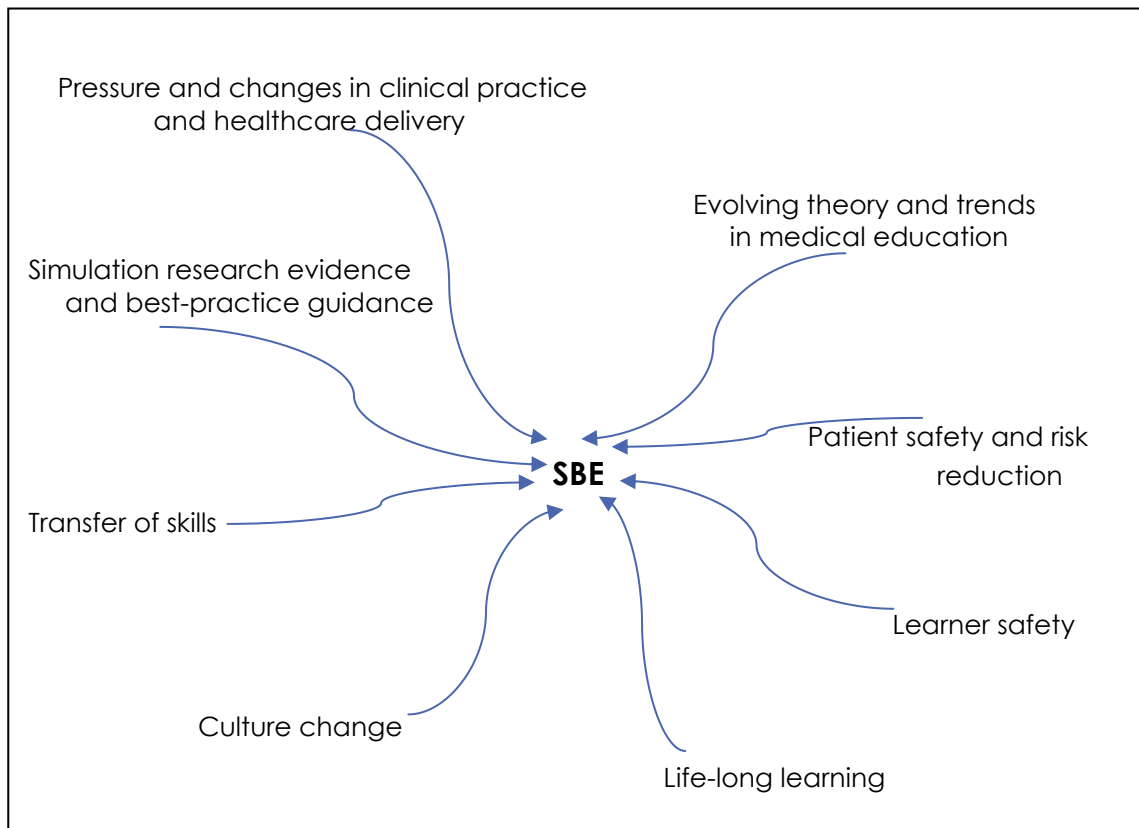 Pressure and changes in clinical practice
and healthcare delivery
Evolving theory and trends
in medical education
Simulation research evidence
and best-practice guidance
Patient safety and risk
reduction
SBE
Transfer of skills
Learner safety
Culture change
Life-long learning